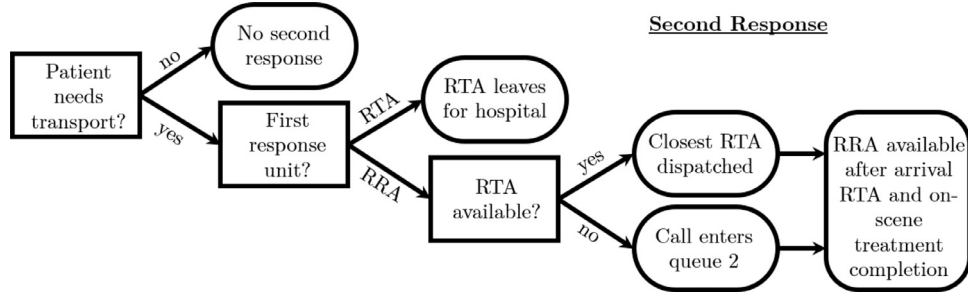 Second Response
Patient
needs
transport?
no
No second
response
yes
First
response
unit?
RTA
RTA leaves
for hospital
RRA
RTA
available?
yes
Closest RTA
dispatched
no
Call enters
queue 2
RRA available
after arrival
RTA and on-
scene
treatment
completion